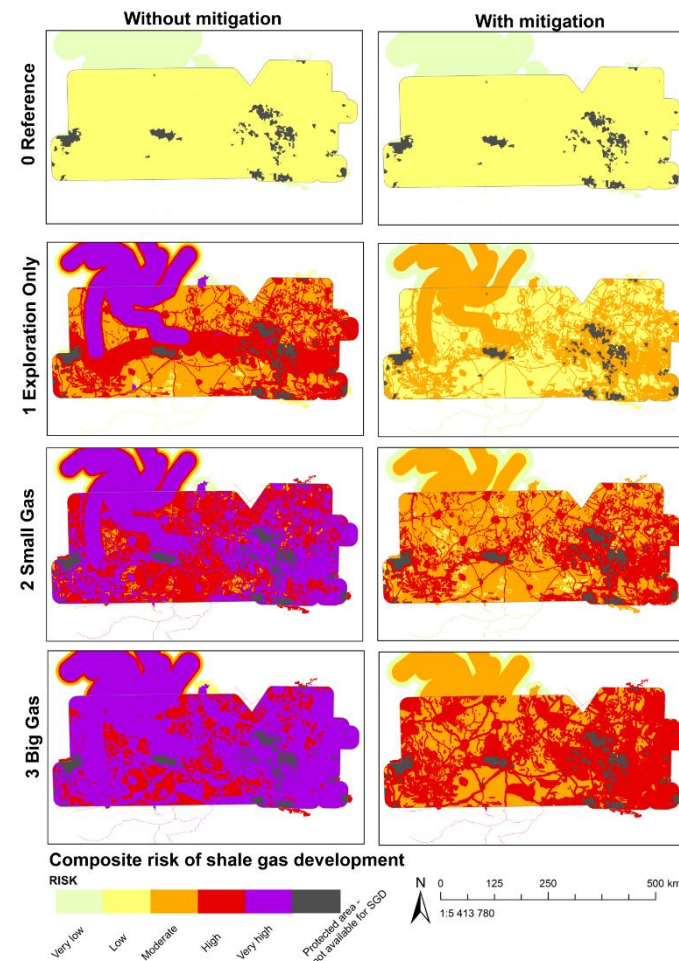 Without mitigation
With mitigation
0 Reference
1 Exploration Only
2 Small Gas
3 Big Gas
Composite risk of shale gas development
RISK
Very low
Low
Moderate
High
Very high
Protected area -
not available for SGD
N
0 125 250 500 km
1:5 413 780